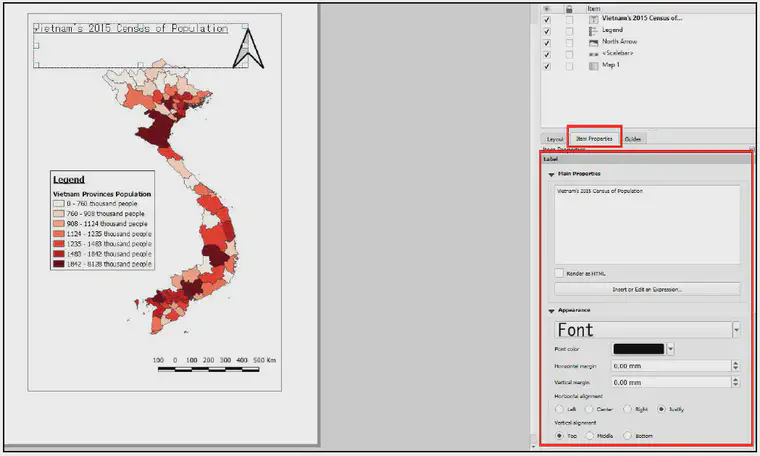 Vietnam's 2015 Census of Population
Legend
Vietnam Provinces Population
0 - 760 thousand people
760 - 908 thousand people
908 - 1124 thousand people
1124 - 1235 thousand people
1235 - 1483 thousand people
1483 - 1842 thousand people
1842 - 8128 thousand people
100 0 100 200 300 400 500 Km
Item
Vietnam's 2015 Census of...
Legend
North Arrow
<Scalebar>
Map 1
Layout
Item Properties
Guides
Item Properties
Label
Main Properties
Vietnam's 2015 Census of Population
Render as HTML
Insert or Edit an Expression...
Appearance
Font
Font color
Horizontal margin 0.00 mm
Vertical margin 0.00 mm
Horizontal alignment
Left Center Right Justify
Vertical alignment
Top Middle Bottom